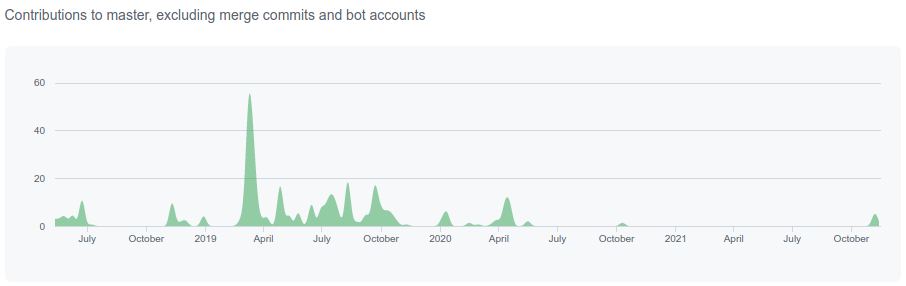 Contributions to master, excluding merge commits and bot accounts
60
40
20
0
July October 2019 April July October 2020 April July October 2021 April July October